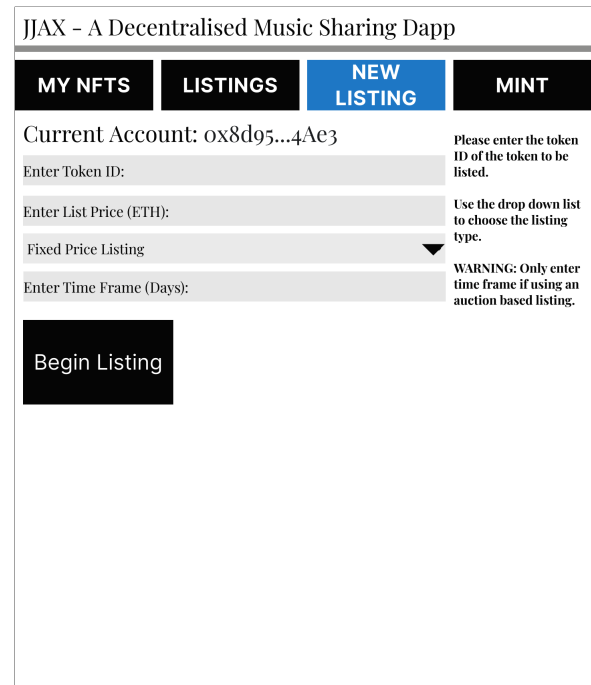 JJAX - A Decentralised Music Sharing Dapp
MY NFTS
LISTINGS
NEW
LISTING
MINT
Current Account: 0x8d95...4Ae3
Enter Token ID:
Enter List Price (ETH):
Fixed Price Listing
Enter Time Frame (Days):
Begin Listing
Please enter the token
ID of the token to be
listed.
Use the drop down list
to choose the listing
type.
WARNING: Only enter
time frame if using an
auction based listing.